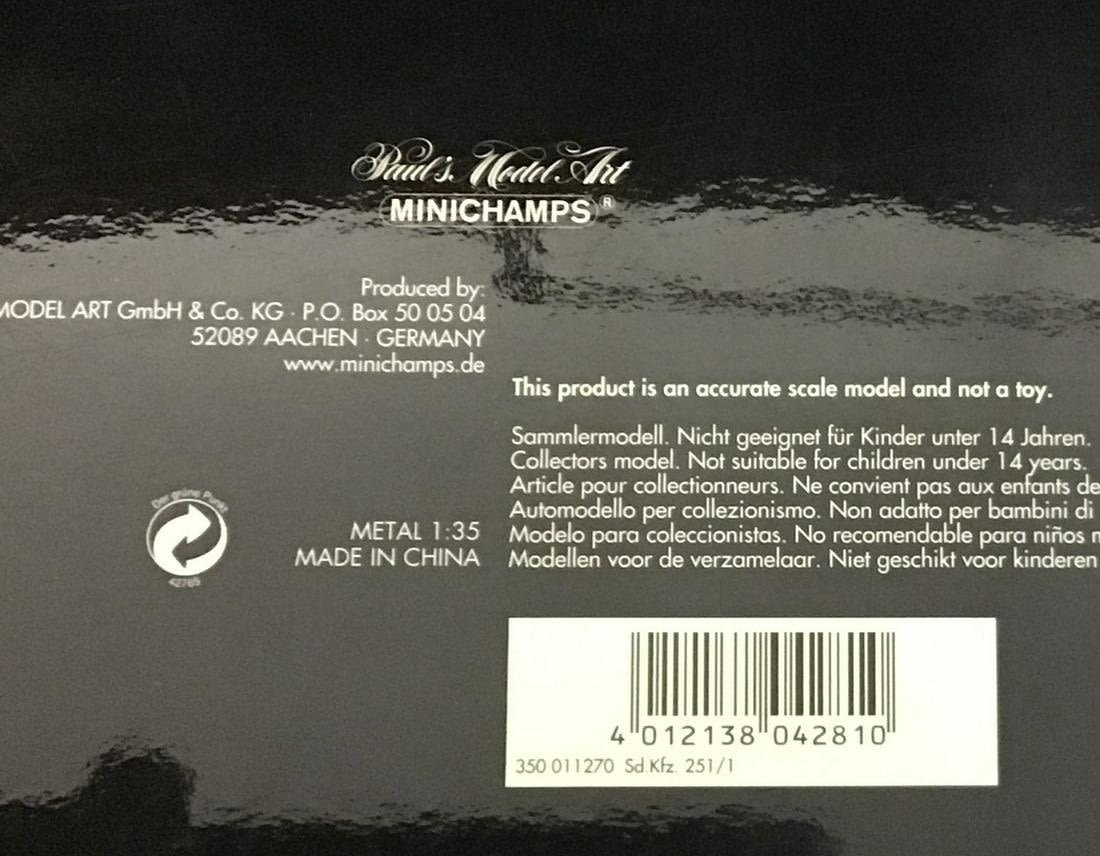 Paul's Model Art
MINICHAMPS®
Produced by:
MODEL ART GmbH & Co. KG · P.O. Box 50 05 04
52089 AACHEN · GERMANY
www.minichamps.de
This product is an accurate scale model and not a toy.
Sammlermodell. Nicht geeignet für Kinder unter 14 Jahren.
Collectors model. Not suitable for children under 14 years.
Article pour collectionneurs. Ne convient pas aux enfants de
Automodello per collezionismo. Non adatto per bambini di
Modelo para coleccionistas. No recomendable para niños
Modellen voor de verzamelaar. Niet geschikt voor kinderen
Der grüne Punkt
42765
METAL 1:35
MADE IN CHINA
4 012138 042810
350 011270 Sd.Kfz. 251/1